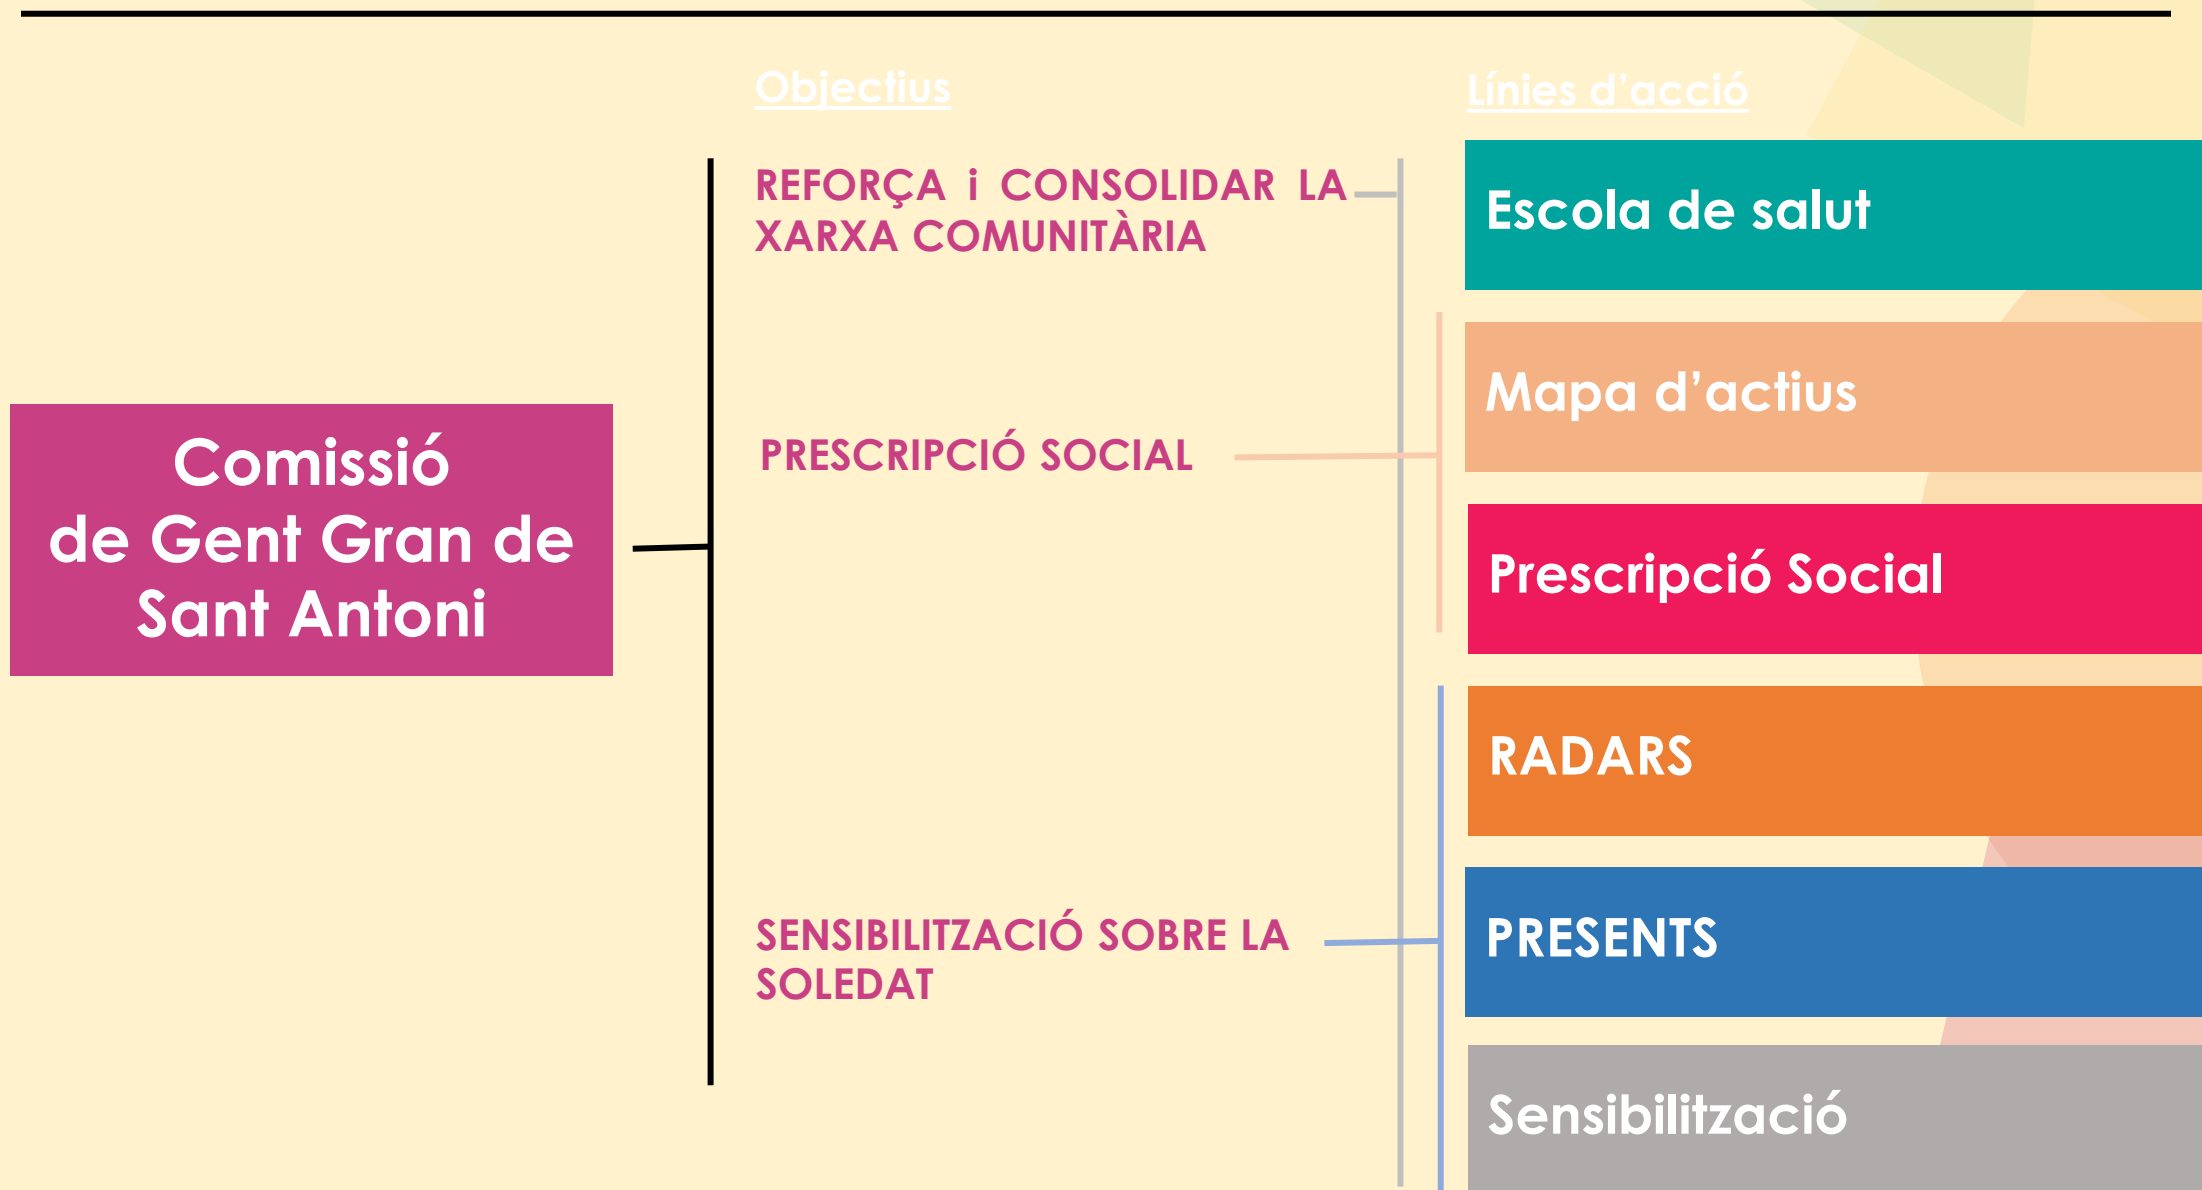 Objectius
Línies d’acció
REFORÇA i CONSOLIDAR LA
XARXA COMUNITÀRIA
Escola de salut
Mapa d’actius
Comissió
de Gent Gran de
Sant Antoni
PRESCRIPCIÓ SOCIAL
Prescripció Social
RADARS
SENSIBILITZACIÓ SOBRE LA
SOLEDAT
PRESENTS
Sensibilització